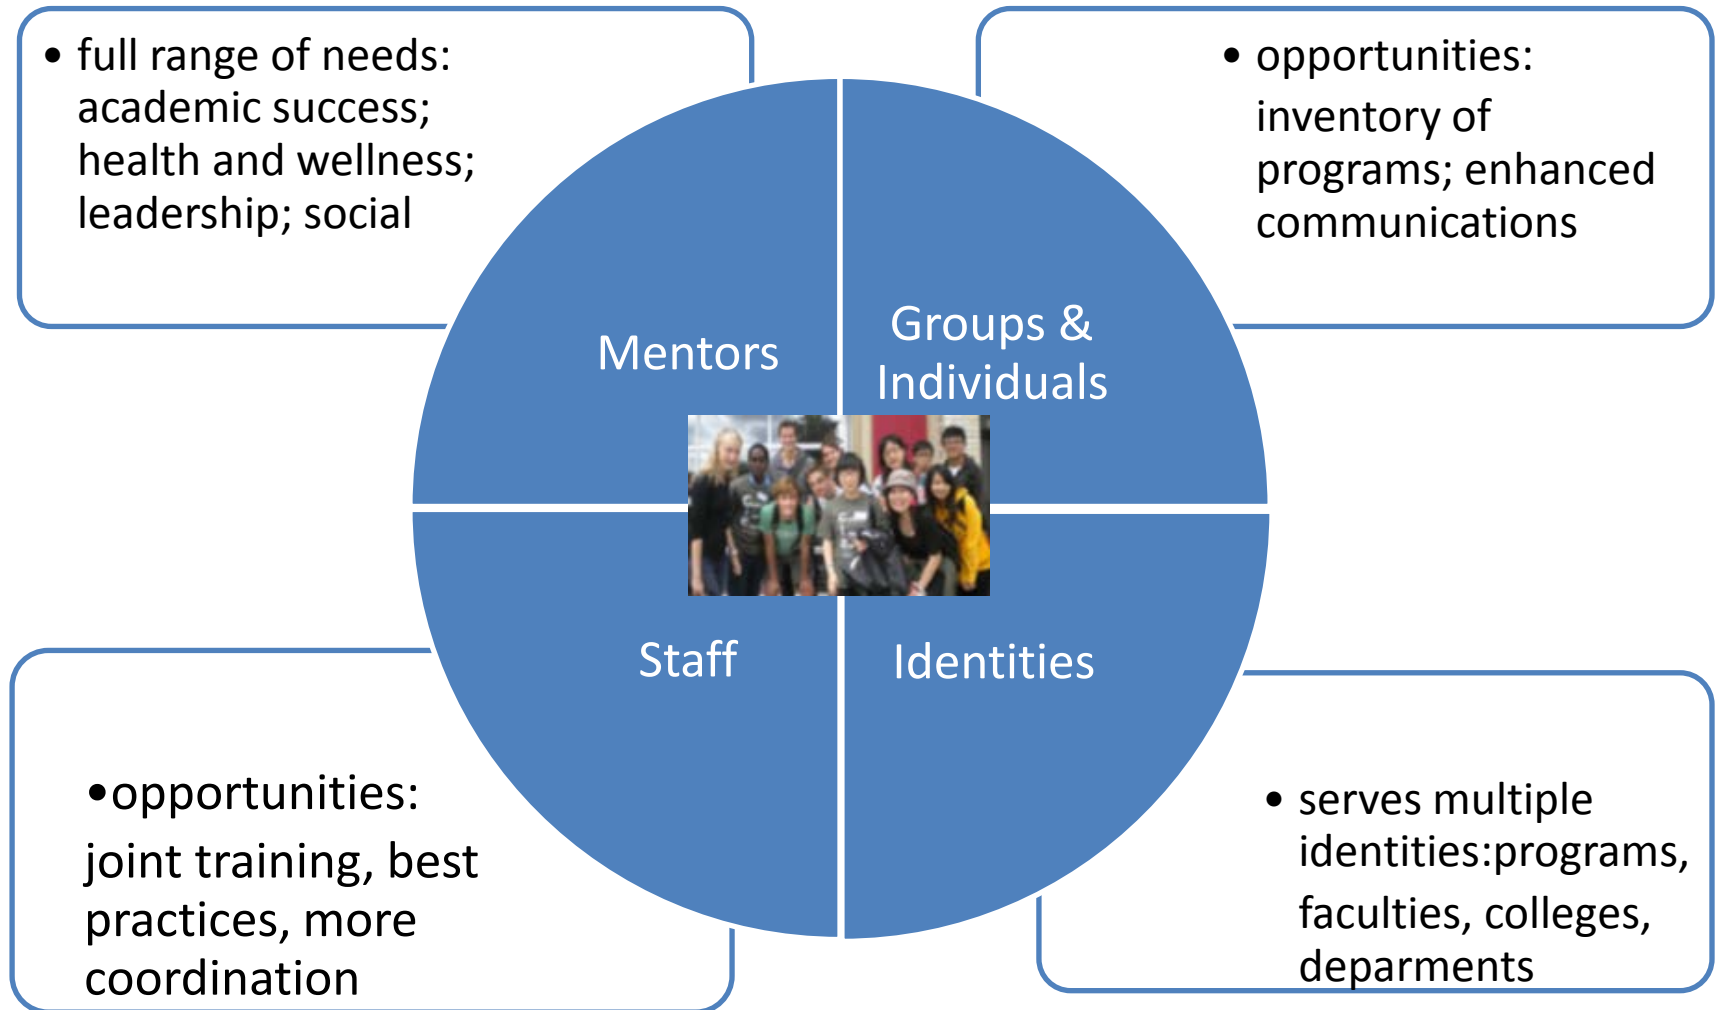 • full range of needs:
academic success;
health and wellness;
leadership; social
• opportunities:
inventory of
programs; enhanced
communications
Mentors
Groups &
Individuals
Staff
Identities
•opportunities:
joint training, best
practices, more
coordination
• serves multiple
identities:programs,
faculties, colleges,
deparments